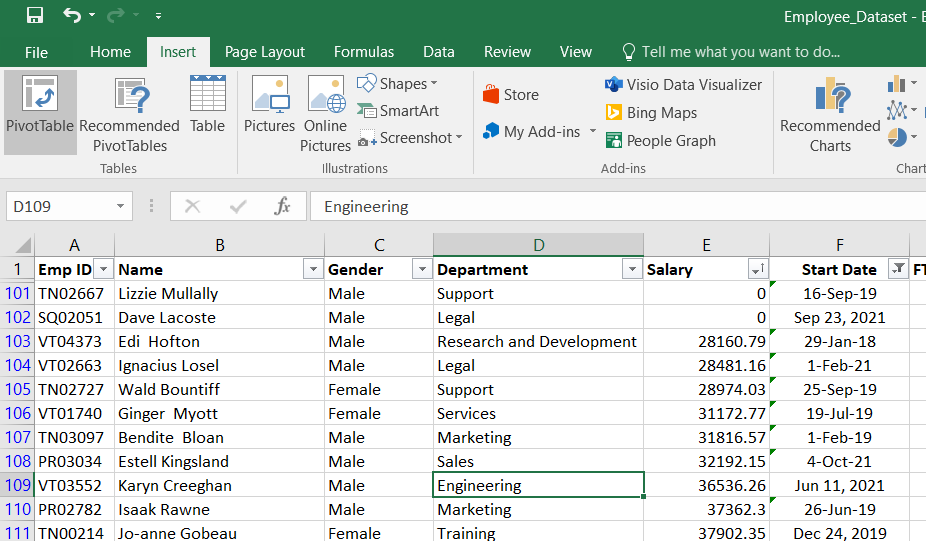 Employee_Dataset - E
File Home Insert Page Layout Formulas Data Review View Tell me what you want to do...
PivotTable
Recommended PivotTables
Table
Tables
Pictures
Online Pictures
Shapes
SmartArt
Screenshot
Illustrations
Store
My Add-ins
Visio Data Visualizer
Bing Maps
People Graph
Add-ins
Recommended Charts
Chart
D109 fx Engineering
A B C D E F
1 Emp ID Name Gender Department Salary Start Date FT
101 TN02667 Lizzie Mullally Male Support 0 16-Sep-19
102 SQ02051 Dave Lacoste Male Legal 0 Sep 23, 2021
103 VT04373 Edi  Hofton Male Research and Development 28160.79 29-Jan-18
104 VT02663 Ignacius Losel Male Legal 28481.16 1-Feb-21
105 TN02727 Wald Bountiff Female Support 28974.03 25-Sep-19
106 VT01740 Ginger  Myott Female Services 31172.77 19-Jul-19
107 TN03097 Bendite  Bloan Male Marketing 31816.57 1-Feb-19
108 PR03034 Estell Kingsland Male Sales 32192.15 4-Oct-21
109 VT03552 Karyn Creeghan Male Engineering 36536.26 Jun 11, 2021
110 PR02782 Isaak Rawne Male Marketing 37362.3 26-Jun-19
111 TN00214 Jo-anne Gobeau Female Training 37902.35 Dec 24, 2019